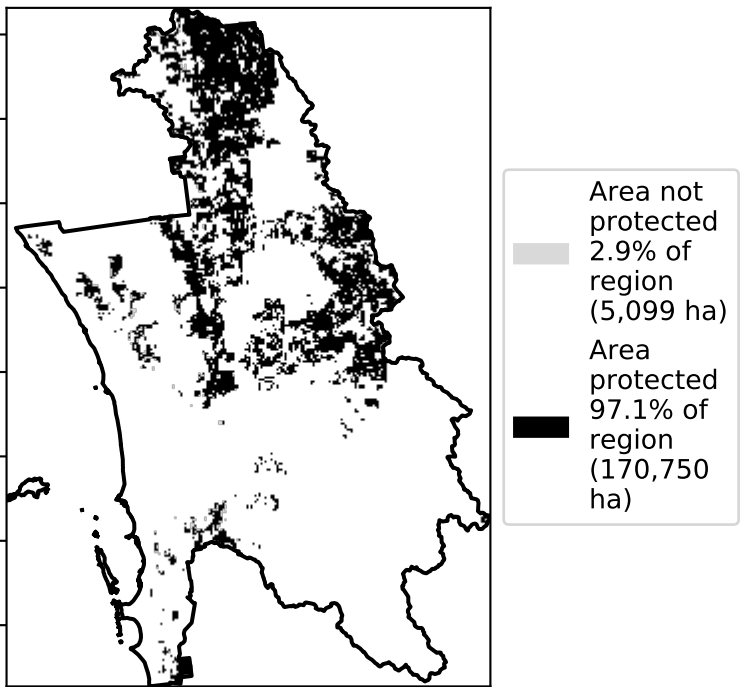 Area not
protected
2.9% of
region
(5,099 ha)
Area
protected
97.1% of
region
(170,750
ha)